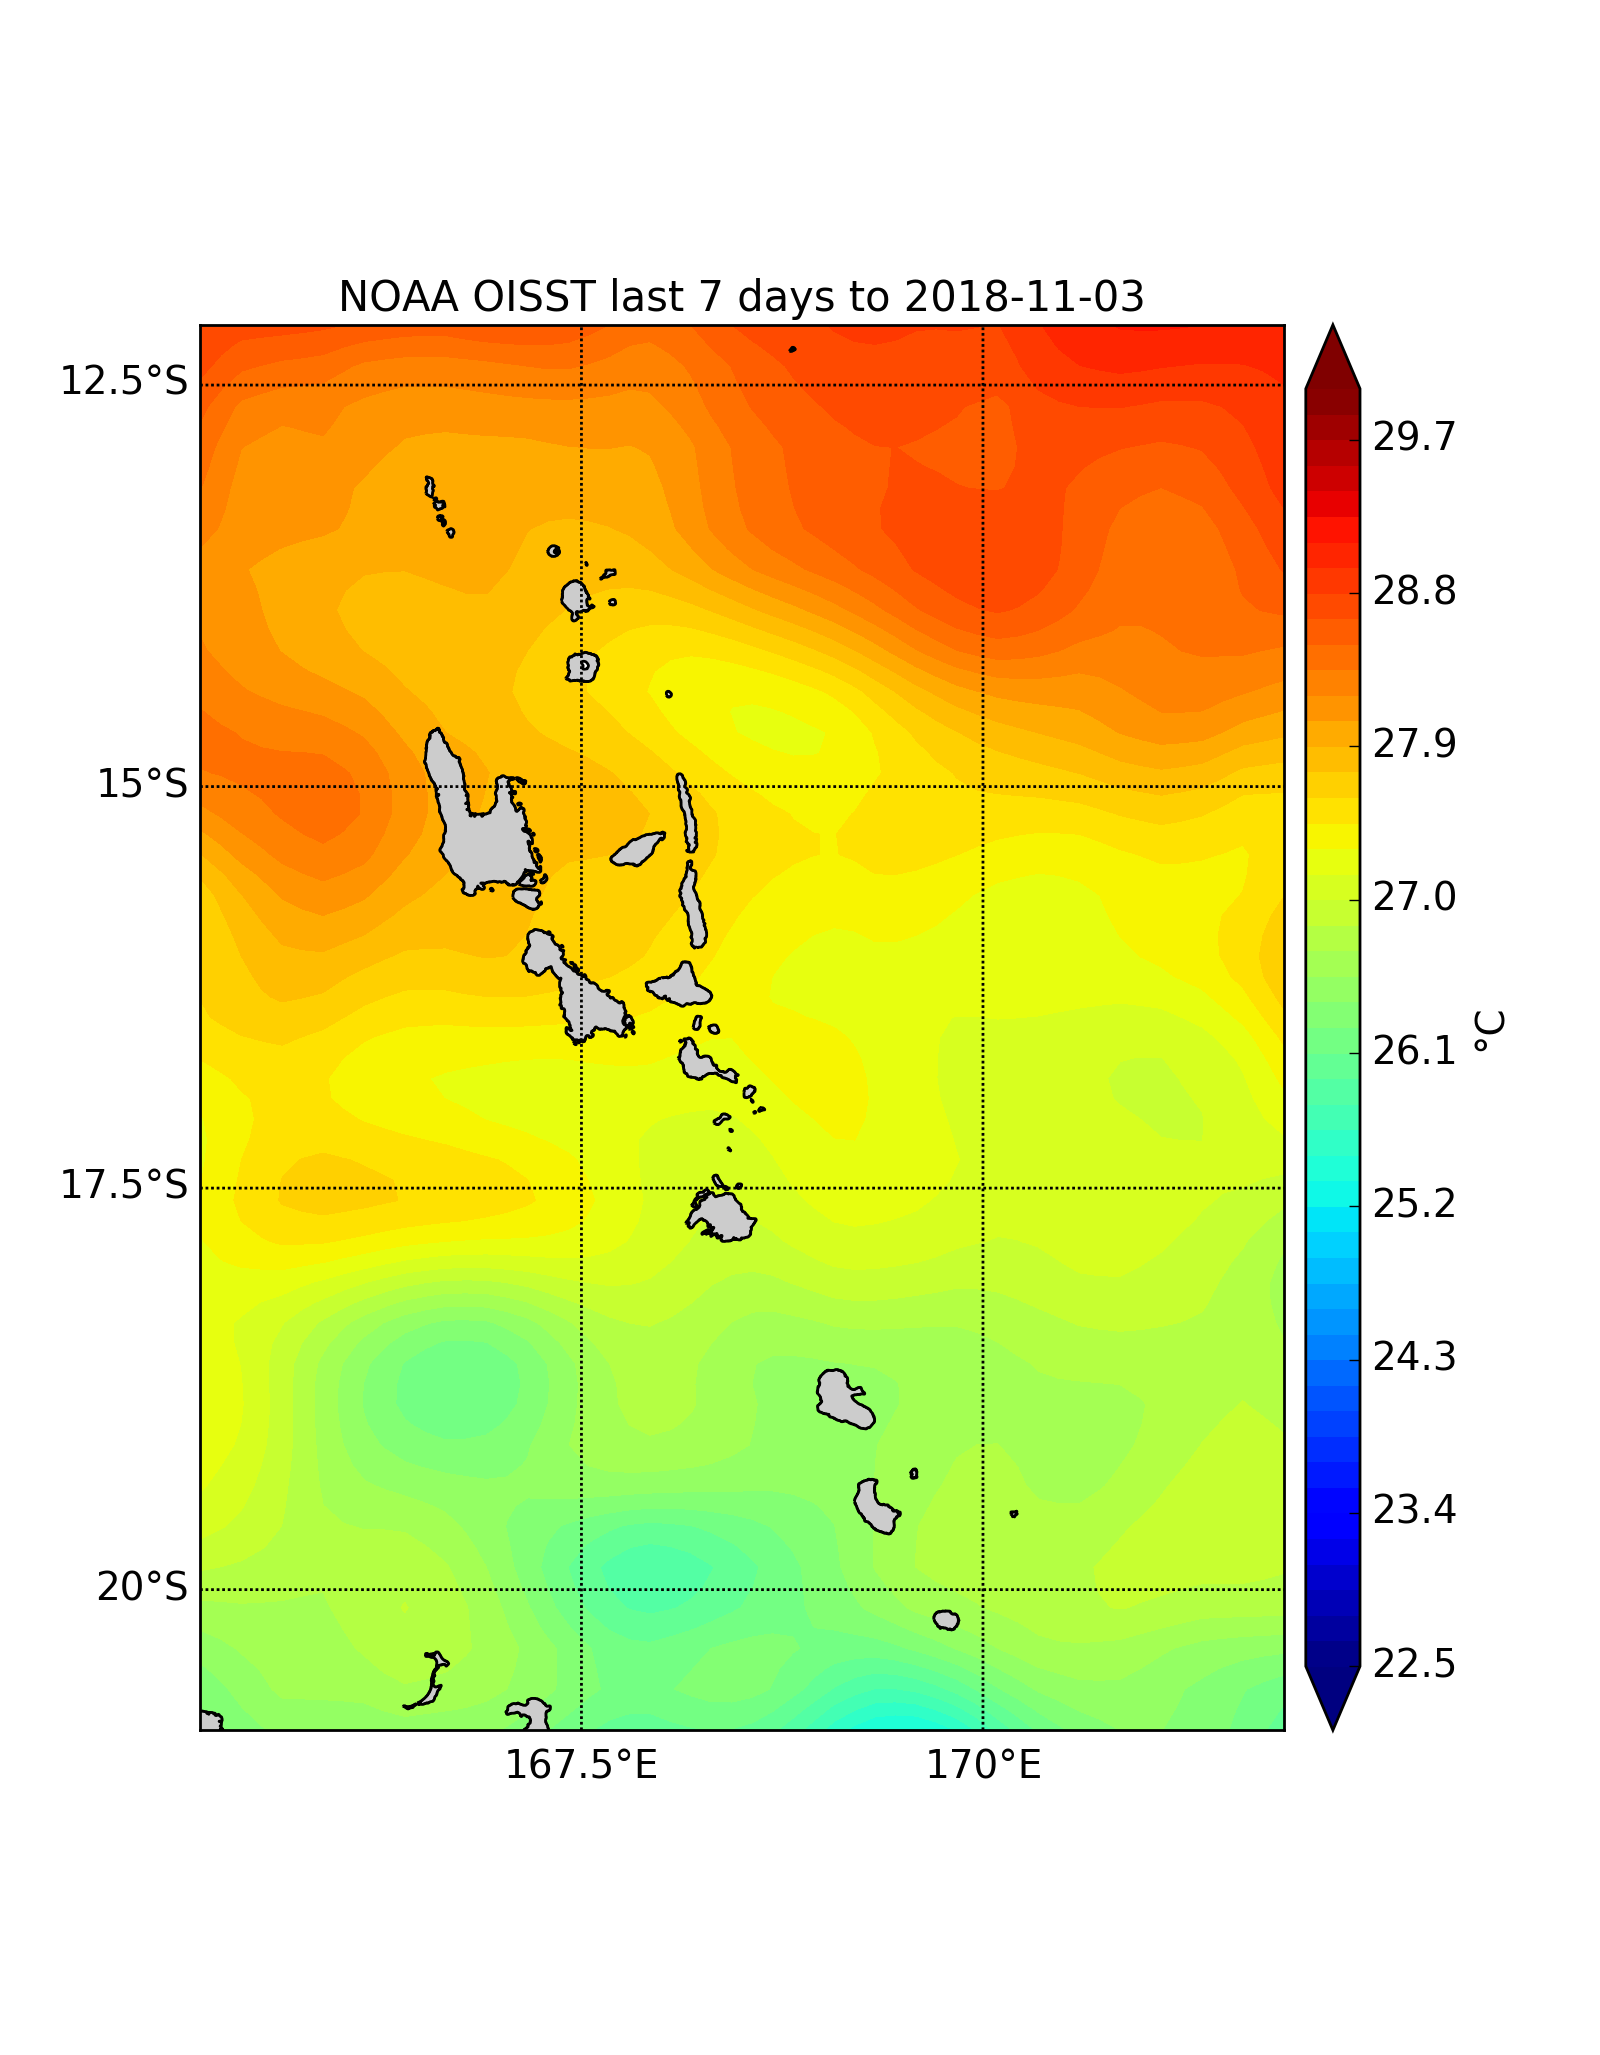 NOAA OISST last 7 days to 2018-11-03
12.5°S
15°S
17.5°S
20°S
167.5°E
170°E
29.7
28.8
27.9
27.0
26.1
25.2
24.3
23.4
22.5
°C